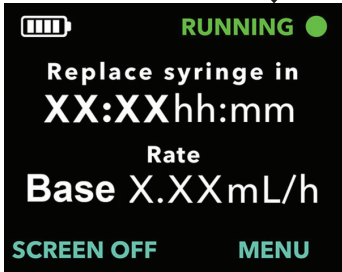 RUNNING
Replace syringe in
XX:XXhh:mm
Rate
Base X.XXmL/h
SCREEN OFF MENU